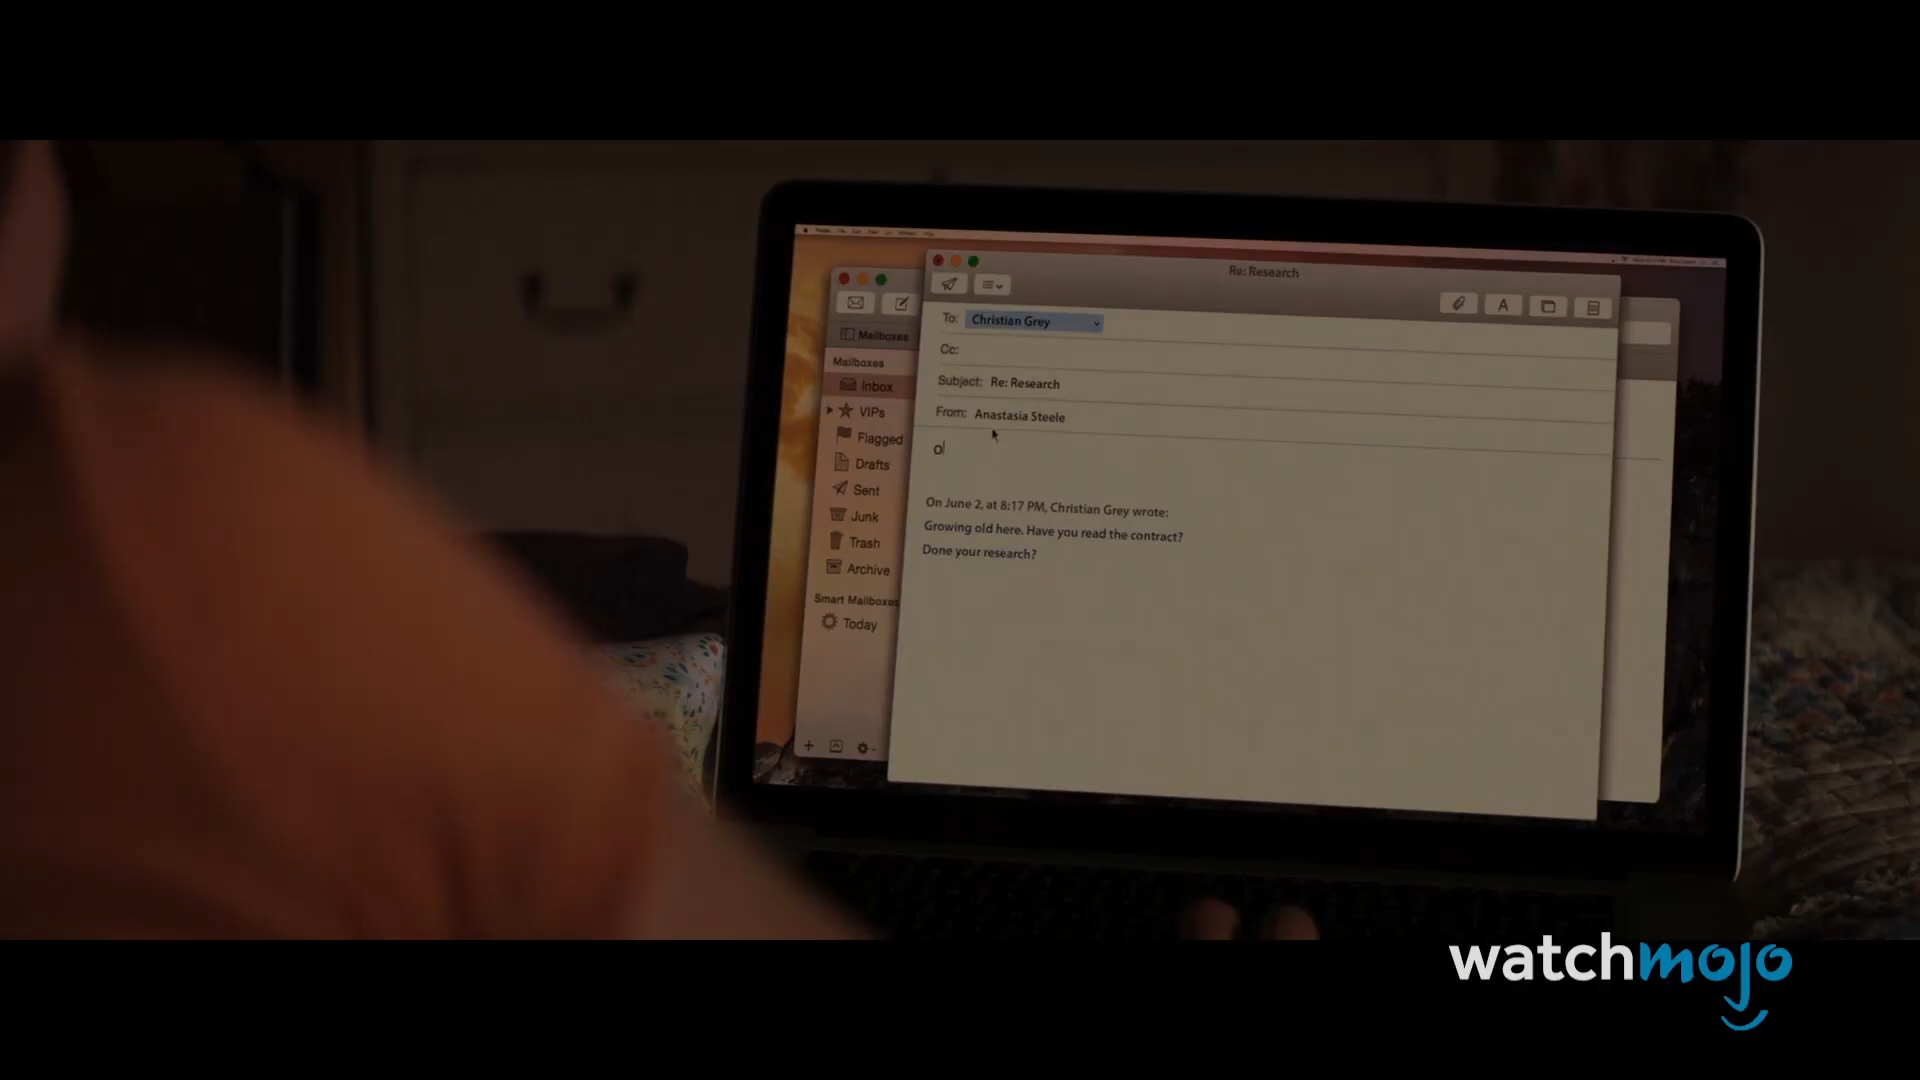 Re: Research
To: Christian Grey
Cc:
Subject: Re: Research
From: Anastasia Steele
ol
On June 2, at 8:17 PM, Christian Grey wrote:
Growing old here. Have you read the contract?
Done your research?
Mailboxes
Mailboxes
Inbox
VIPs
Flagged
Drafts
Sent
Junk
Trash
Archive
Smart Mailboxes
Today
A
watchmojo